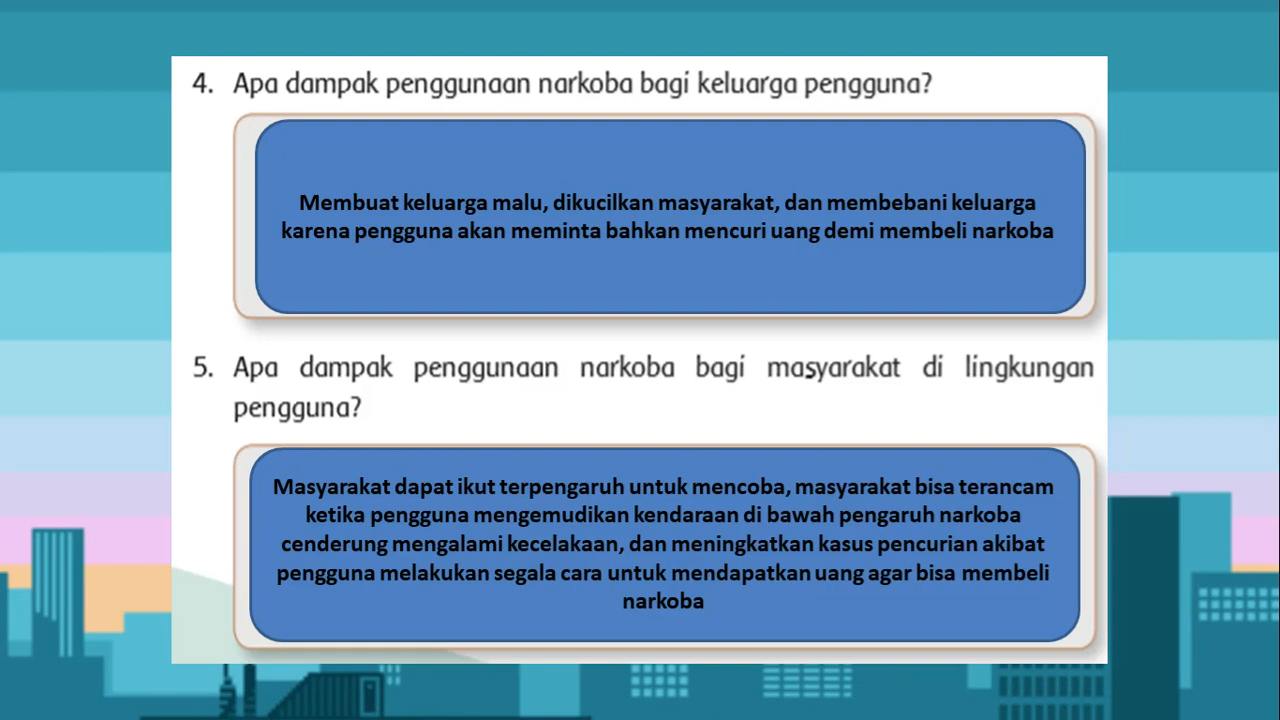 4. Apa dampak penggunaan narkoba bagi keluarga pengguna?
Membuat keluarga malu, dikucilkan masyarakat, dan membebani keluarga
karena pengguna akan meminta bahkan mencuri uang demi membeli narkoba
5. Apa dampak penggunaan narkoba bagi masyarakat di lingkungan
pengguna?
Masyarakat dapat ikut terpengaruh untuk mencoba, masyarakat bisa terancam
ketika pengguna mengemudikan kendaraan di bawah pengaruh narkoba
cenderung mengalami kecelakaan, dan meningkatkan kasus pencurian akibat
pengguna melakukan segala cara untuk mendapatkan uang agar bisa membeli
narkoba